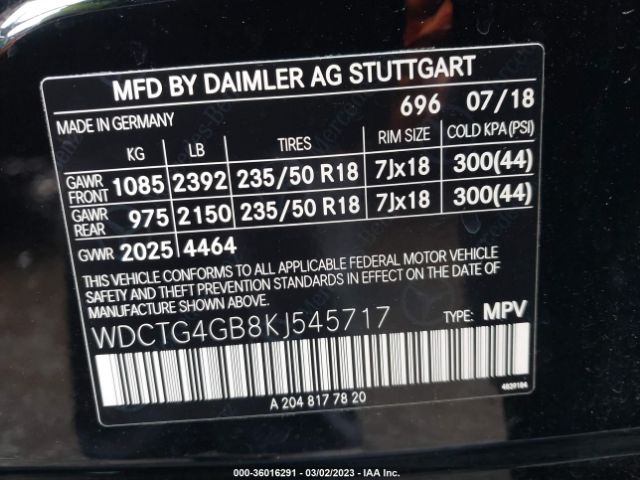 MFD BY DAIMLER AG STUTTGART
696 07/18
MADE IN GERMANY
KG LB TIRES RIM SIZE COLD KPA(PSI)
GAWR FRONT 1085 2392 235/50 R18 7Jx18 300(44)
GAWR REAR 975 2150 235/50 R18 7Jx18 300(44)
GVWR 2025 4464
THIS VEHICLE CONFORMS TO ALL APPLICABLE FEDERAL MOTOR VEHICLE
SAFETY AND THEFT PREVENTION STANDARDS IN EFFECT ON THE DATE
OF MANUFACTURE SHOWN ABOVE.
WDCTG4GB8KJ545717 TYPE: MPV
A 204 817 78 20 4839184
000-36016291 - 03/02/2023 - IAA Inc.